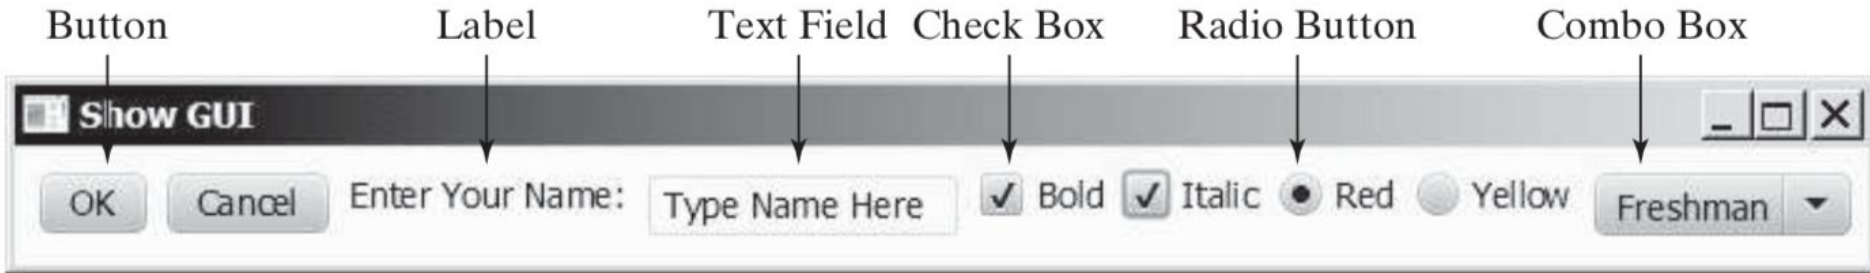 Button Label Text Field Check Box Radio Button Combo Box
Show GUI
OK Cancel Enter Your Name: Type Name Here Bold Italic Red Yellow Freshman